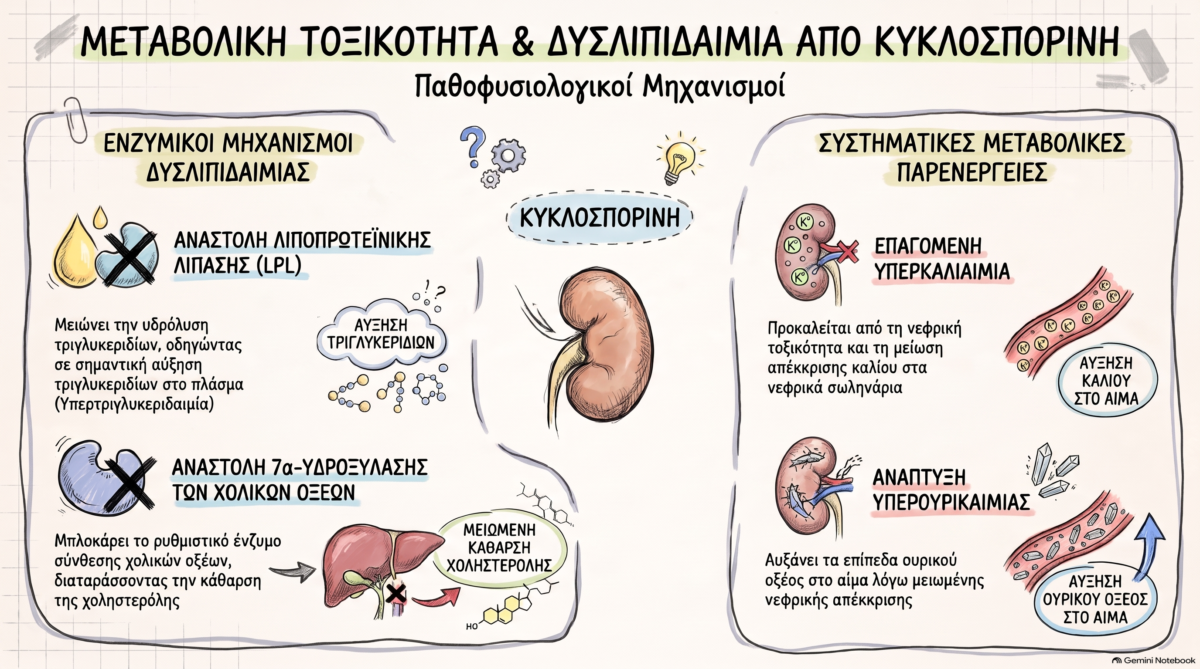 ΜΕΤΑΒΟΛΙΚΗ ΤΟΞΙΚΟΤΗΤΑ & ΔΥΣΛΙΠΙΔΑΙΜΙΑ ΑΠΟ ΚΥΚΛΟΣΠΟΡΙΝΗ
Παθοφυσιολογικοί Μηχανισμοί
ΕΝΖΥΜΙΚΟΙ ΜΗΧΑΝΙΣΜΟΙ
ΔΥΣΛΙΠΙΔΑΙΜΙΑΣ
ΑΝΑΣΤΟΛΗ ΛΙΠΟΠΡΩΤΕΪΝΙΚΗΣ
ΛΙΠΑΣΗΣ (LPL)
Μειώνει την υδρόλυση
τριγλυκεριδίων, οδηγώντας
σε σημαντική αύξηση
τριγλυκεριδίων στο πλάσμα
(Υπερτριγλυκεριδαιμία)
! ?
ΑΥΞΗΣΗ
ΤΡΙΓΛΥΚΕΡΙΔΙΩΝ
ΑΝΑΣΤΟΛΗ 7α-ΥΔΡΟΞΥΛΑΣΗΣ
ΤΩΝ ΧΟΛΙΚΩΝ ΟΞΕΩΝ
Μπλοκάρει το ρυθμιστικό ένζυμο
σύνθεσης χολικών οξέων,
διαταράσσοντας την κάθαρση
της χοληστερόλης
ΜΕΙΩΜΕΝΗ
ΚΑΘΑΡΣΗ
ΧΟΛΗΣΤΕΡΟΛΗΣ
HO
?
ΚΥΚΛΟΣΠΟΡΙΝΗ
ΣΥΣΤΗΜΑΤΙΚΕΣ ΜΕΤΑΒΟΛΙΚΕΣ
ΠΑΡΕΝΕΡΓΕΙΕΣ
ΕΠΑΓΟΜΕΝΗ
ΥΠΕΡΚΑΛΙΑΙΜΙΑ
Προκαλείται από τη νεφρική
τοξικότητα και τη μείωση
απέκκρισης καλίου στα
νεφρικά σωληνάρια
ΑΥΞΗΣΗ
ΚΑΛΙΟΥ
ΣΤΟ ΑΙΜΑ
ΑΝΑΠΤΥΞΗ
ΥΠΕΡΟΥΡΙΚΑΙΜΙΑΣ
Αυξάνει τα επίπεδα ουρικού
οξέος στο αίμα λόγω μειωμένης
νεφρικής απέκκρισης
ΑΥΞΗΣΗ
ΟΥΡΙΚΟΥ ΟΞΕΟΣ
ΣΤΟ ΑΙΜΑ
Gemini Notebook